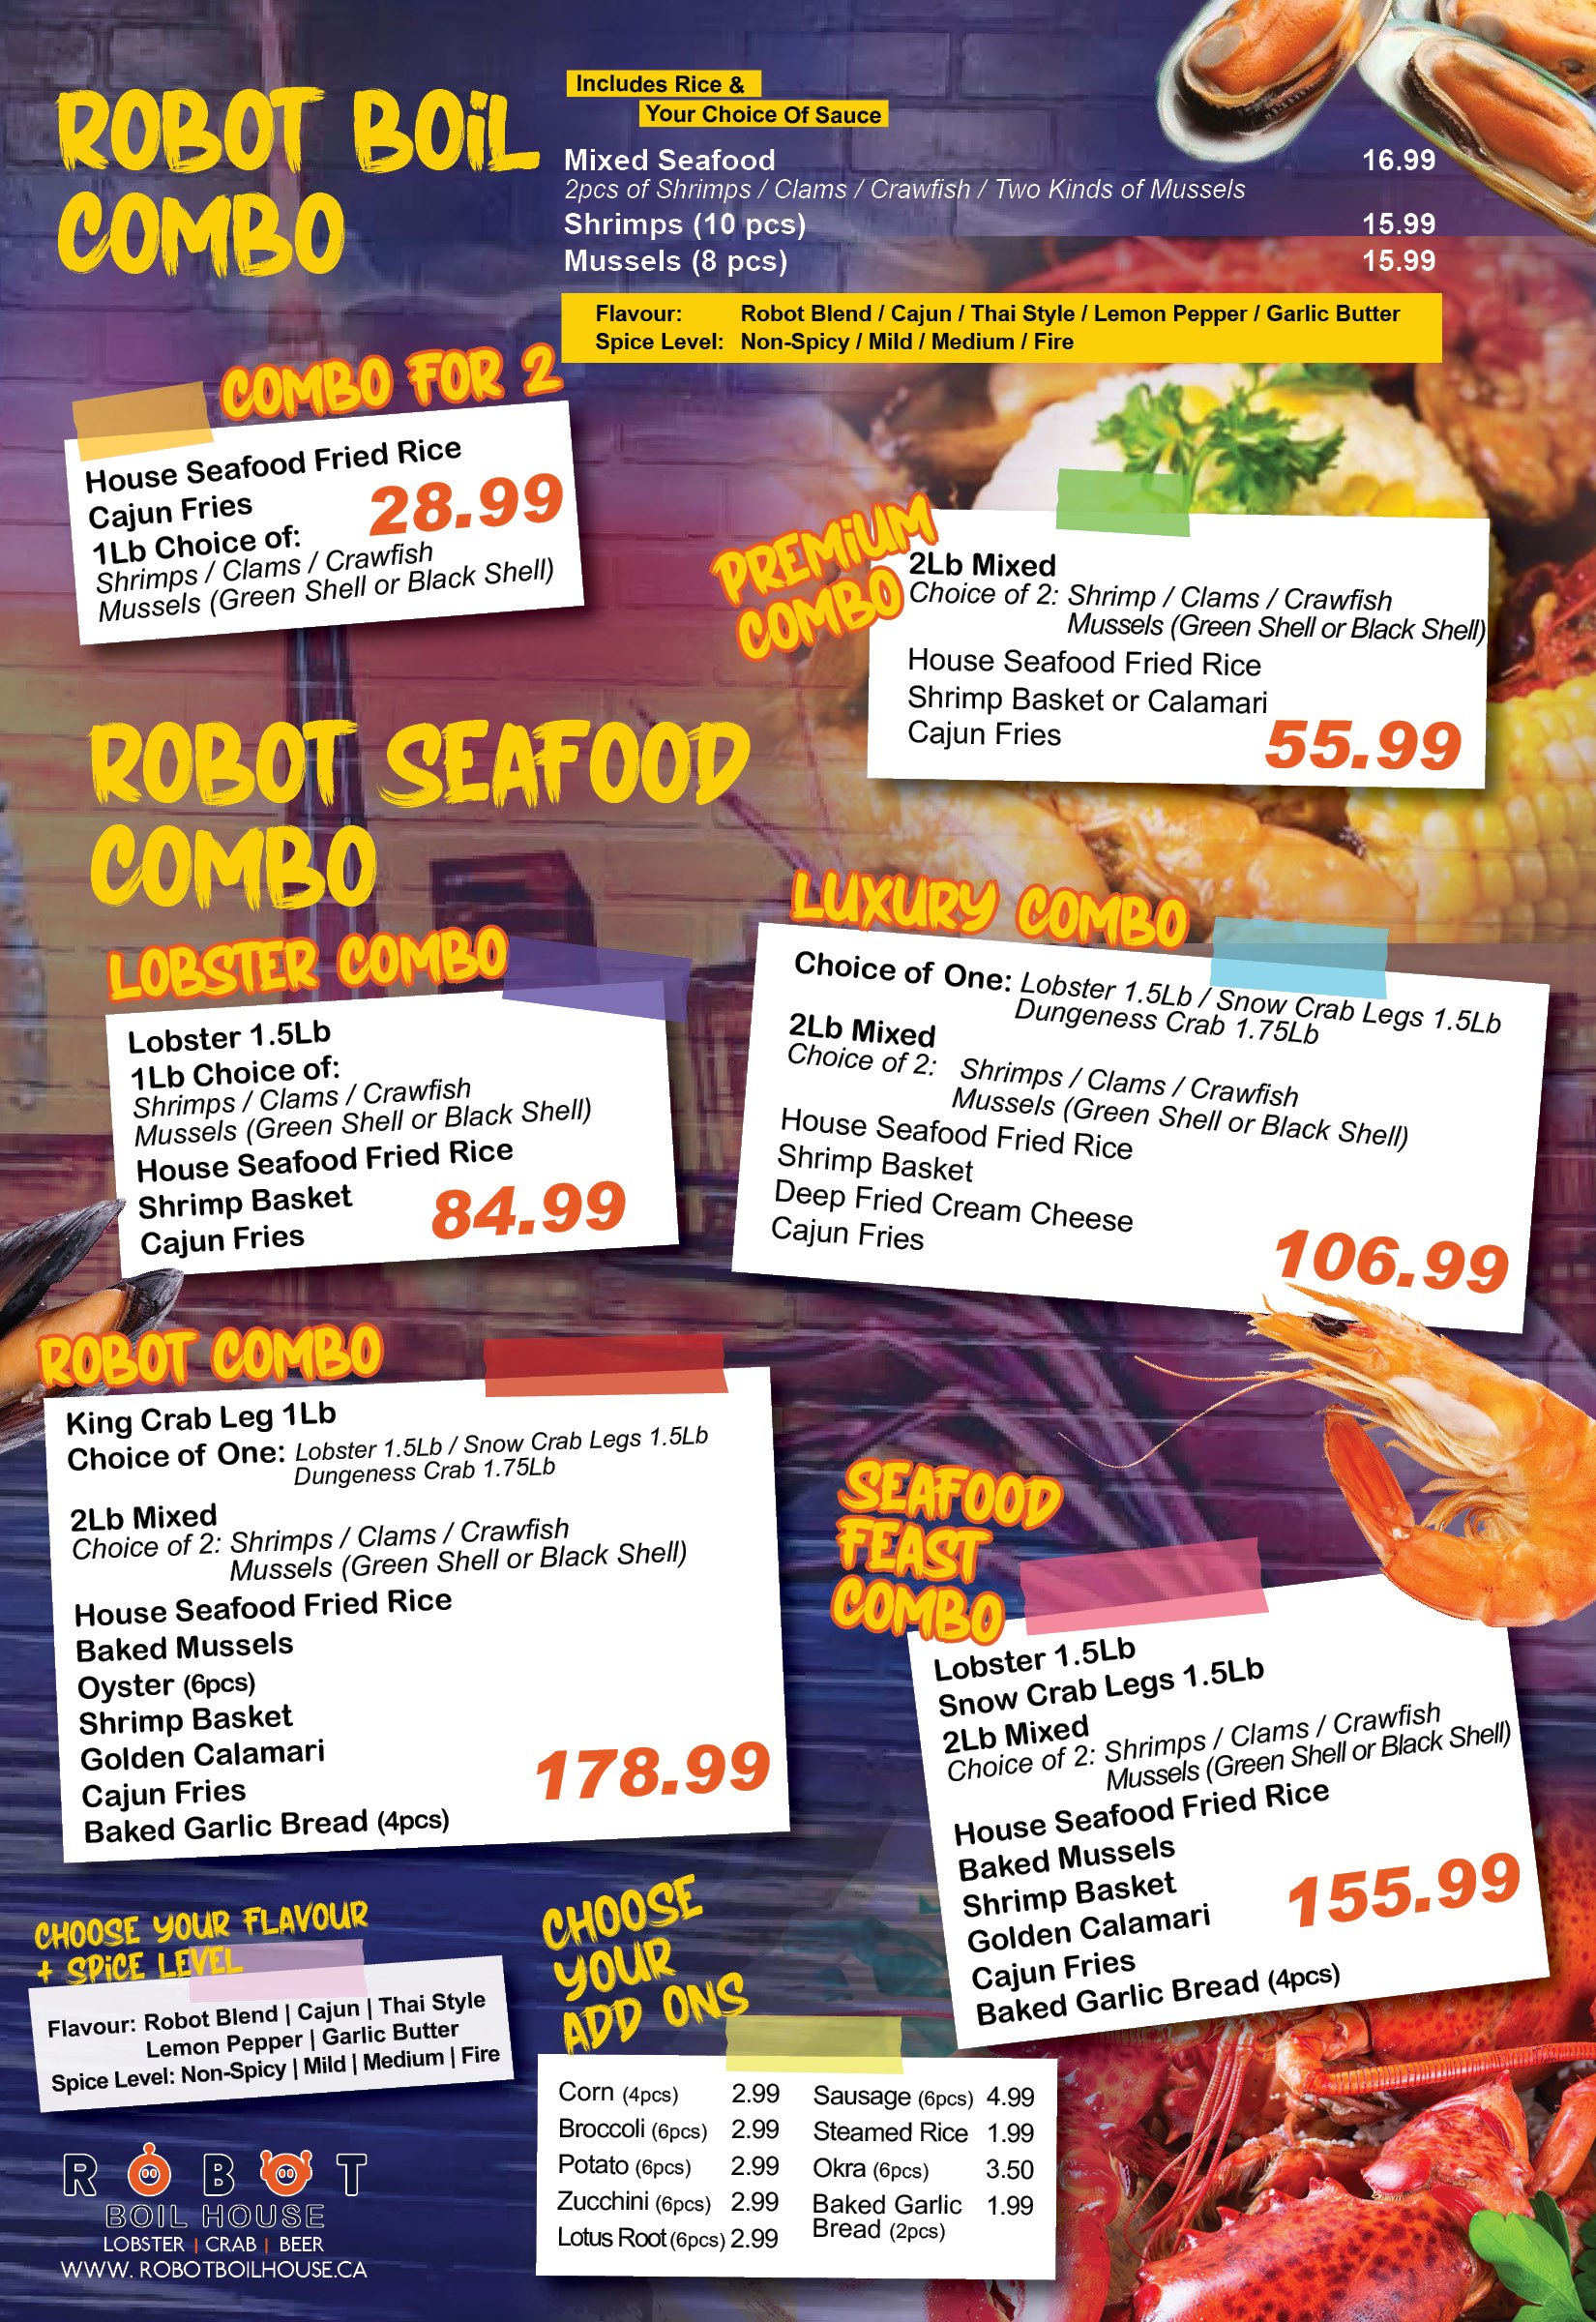 ROBOT BOiL
COMBO
Includes Rice &
Your Choice Of Sauce
Mixed Seafood 16.99
2pcs of Shrimps / Clams / Crawfish / Two Kinds of Mussels
Shrimps (10 pcs) 15.99
Mussels (8 pcs) 15.99
Flavour: Robot Blend / Cajun / Thai Style / Lemon Pepper / Garlic Butter
Spice Level: Non-Spicy / Mild / Medium / Fire
COMBO FOR 2
House Seafood Fried Rice
Cajun Fries
28.99
1Lb Choice of:
Shrimps / Clams / Crawfish
Mussels (Green Shell or Black Shell)
PREMiUM
COMBO
2Lb Mixed
Choice of 2: Shrimp / Clams / Crawfish
Mussels (Green Shell or Black Shell)
House Seafood Fried Rice
Shrimp Basket or Calamari
Cajun Fries
55.99
ROBOT SEAFOOD
COMBO
LOBSTER COMBO
Lobster 1.5Lb
1Lb Choice of:
Shrimps / Clams / Crawfish
Mussels (Green Shell or Black Shell)
House Seafood Fried Rice
Shrimp Basket
Cajun Fries
84.99
LUXURY COMBO
Choice of One: Lobster 1.5Lb / Snow Crab Legs 1.5Lb
Dungeness Crab 1.75Lb
2Lb Mixed
Choice of 2: Shrimps / Clams / Crawfish
Mussels (Green Shell or Black Shell)
House Seafood Fried Rice
Shrimp Basket
Deep Fried Cream Cheese
Cajun Fries
106.99
ROBOT COMBO
King Crab Leg 1Lb
Choice of One: Lobster 1.5Lb / Snow Crab Legs 1.5Lb
Dungeness Crab 1.75Lb
2Lb Mixed
Choice of 2: Shrimps / Clams / Crawfish
Mussels (Green Shell or Black Shell)
House Seafood Fried Rice
Baked Mussels
Oyster (6pcs)
Shrimp Basket
Golden Calamari
Cajun Fries
Baked Garlic Bread (4pcs)
178.99
SEAFOOD
FEAST
COMBO
Lobster 1.5Lb
Snow Crab Legs 1.5Lb
2Lb Mixed
Choice of 2: Shrimps / Clams / Crawfish
Mussels (Green Shell or Black Shell)
House Seafood Fried Rice
Baked Mussels
Shrimp Basket
Golden Calamari
Cajun Fries
Baked Garlic Bread (4pcs)
155.99
CHOOSE YOUR FLAVOUR
+ SPiCE LEVEL
Flavour: Robot Blend | Cajun | Thai Style
Lemon Pepper | Garlic Butter
Spice Level: Non-Spicy | Mild | Medium | Fire
CHOOSE
YOUR
ADD ONS
Corn (4pcs) 2.99
Broccoli (6pcs) 2.99
Potato (6pcs) 2.99
Zucchini (6pcs) 2.99
Lotus Root (6pcs) 2.99
Sausage (6pcs) 4.99
Steamed Rice 1.99
Okra (6pcs) 3.50
Baked Garlic 1.99
Bread (2pcs)
ROBOT
BOIL HOUSE
LOBSTER | CRAB | BEER
WWW. ROBOTBOILHOUSE.CA